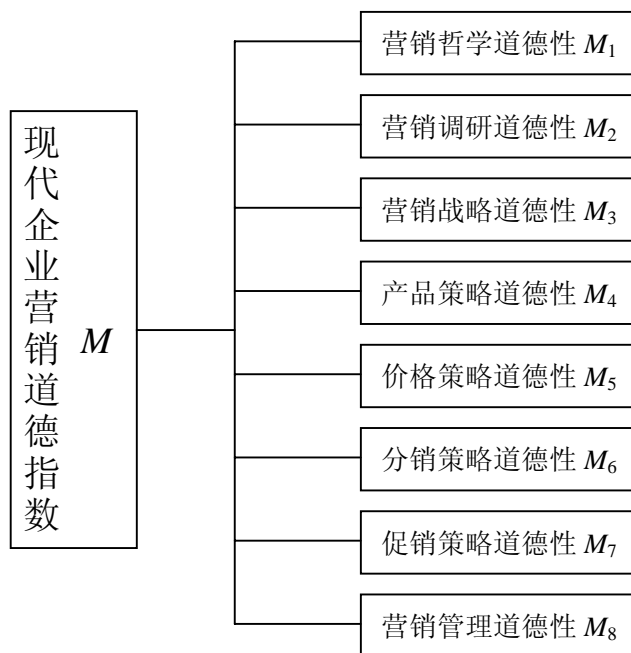 现代企业营销道德指数 M
营销哲学道德性 M1
营销调研道德性 M2
营销战略道德性 M3
产品策略道德性 M4
价格策略道德性 M5
分销策略道德性 M6
促销策略道德性 M7
营销管理道德性 M8